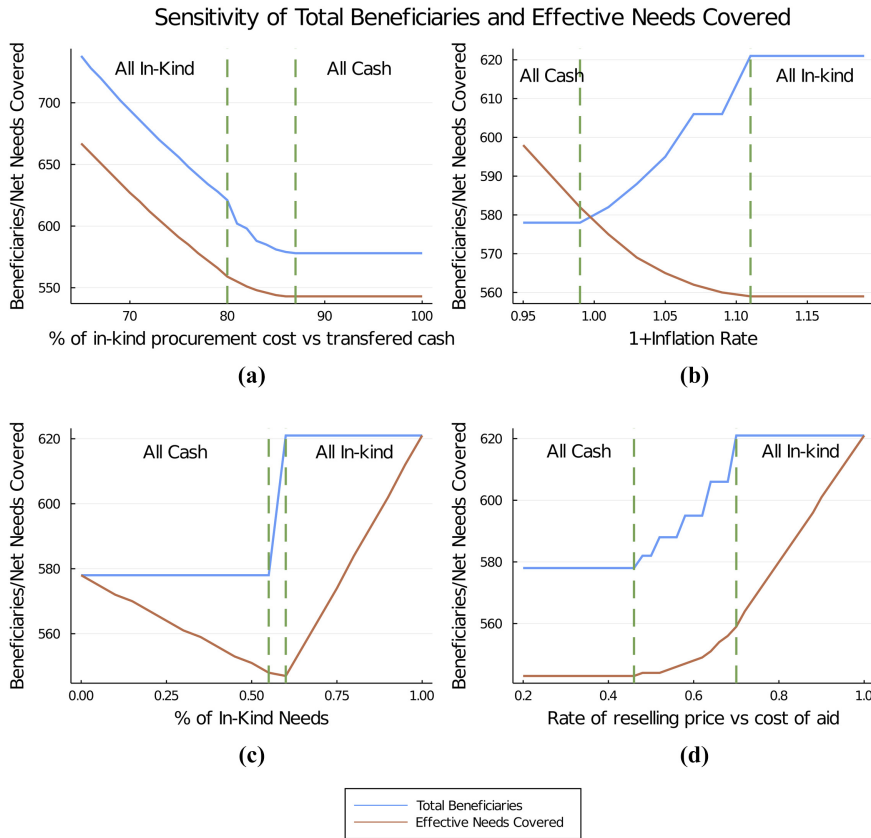 Sensitivity of Total Beneficiaries and Effective Needs Covered
Beneficiaries/Net Needs Covered
All In-Kind
All Cash
700
650
600
550
70
80
90
100
% of in-kind procurement cost vs transfered cash
(a)
Beneficiaries/Net Needs Covered
All Cash
All In-kind
620
610
600
590
580
570
560
0.95
1.00
1.05
1.10
1.15
1+Inflation Rate
(b)
Beneficiaries/Net Needs Covered
All Cash
All In-kind
620
600
580
560
0.00
0.25
0.50
0.75
1.00
% of In-Kind Needs
(c)
Beneficiaries/Net Needs Covered
All Cash
All In-kind
620
600
580
560
0.2
0.4
0.6
0.8
1.0
Rate of reselling price vs cost of aid
(d)
Total Beneficiaries
Effective Needs Covered